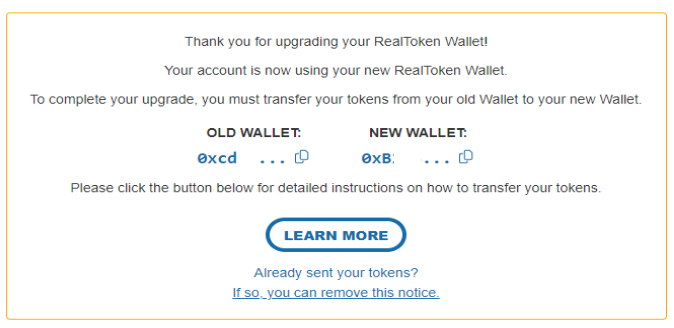 Thank you for upgrading your RealToken Wallet!
Your account is now using your new RealToken Wallet.
To complete your upgrade, you must transfer your tokens from your old Wallet to your new Wallet.
OLD WALLET: NEW WALLET:
0xcd ... 0xB ...
Please click the button below for detailed instructions on how to transfer your tokens.
LEARN MORE
Already sent your tokens?
If so, you can remove this notice.